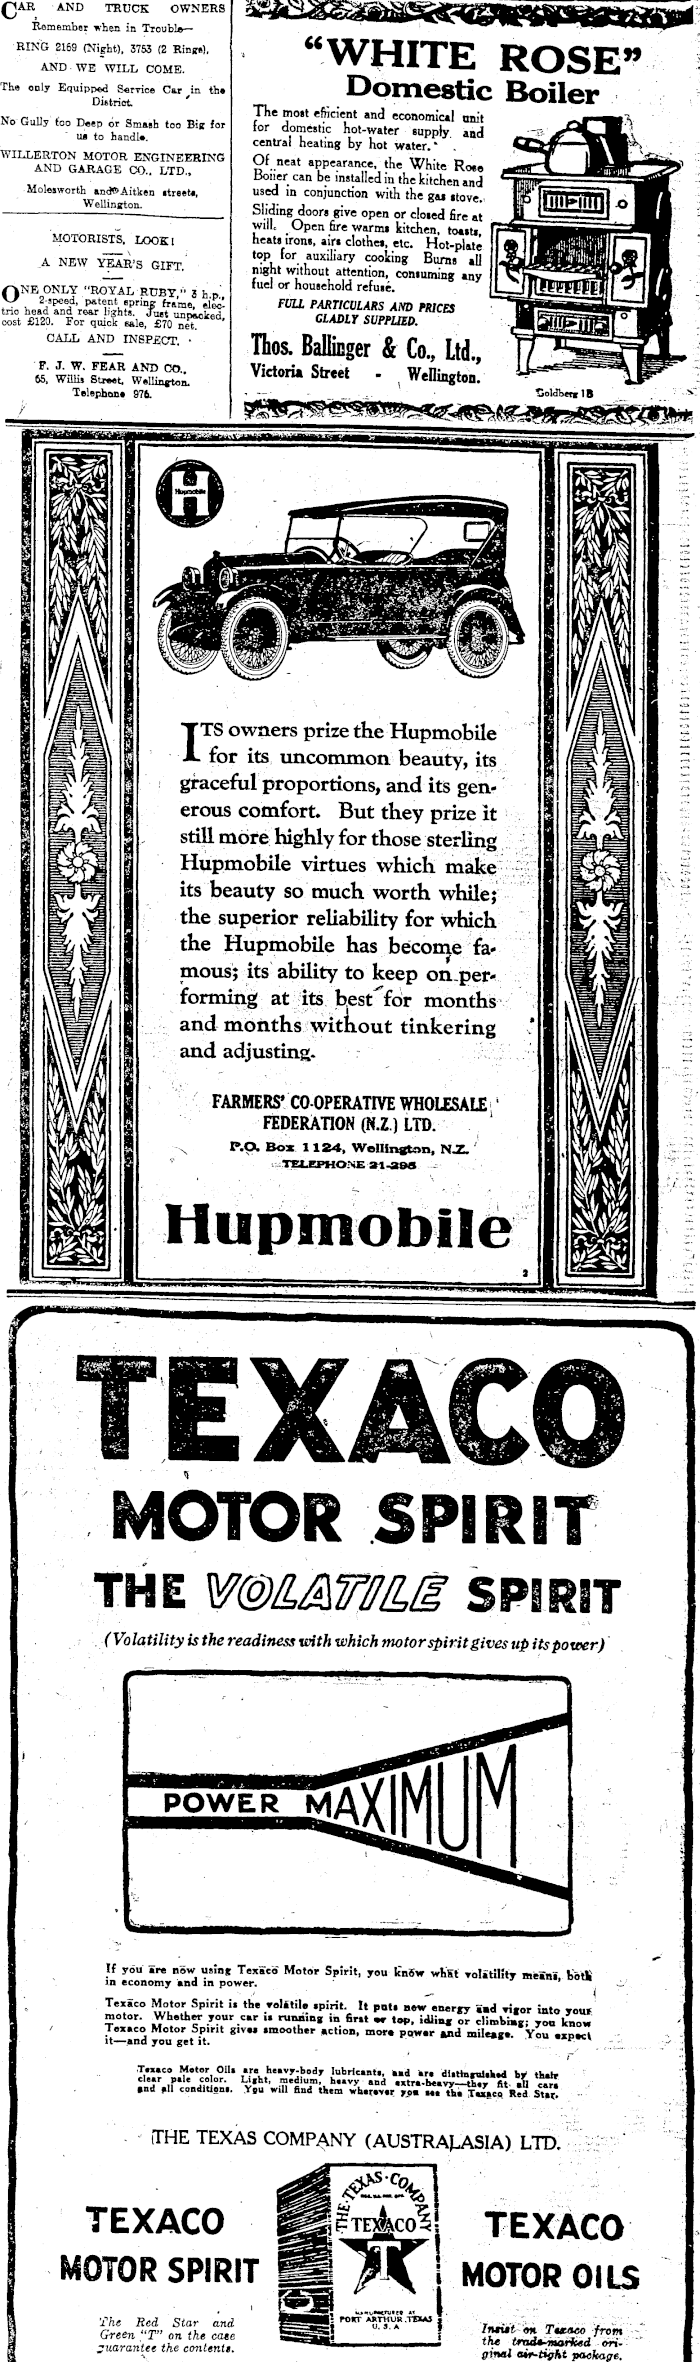 CAR AND TRUCK OWNERS
Remember when in Trouble—
RING 2169 (Night), 3753 (2 Rings),
AND WE WILL COME.
The only Equipped Service Car in the
District.
No Gully too Deep or Smash too Big for
us to handle.
WILLERTON MOTOR ENGINEERING
AND GARAGE CO., LTD.,
Molesworth and Aitken streets,
Wellington.
MOTORISTS, LOOK!
A NEW YEAR'S GIFT.
ONE ONLY "ROYAL RUBY," 3 h.p.,
2-speed, patent spring frame, elec-
tric head and rear lights. Just unpacked,
cost £120. For quick sale, £70 net.
CALL AND INSPECT.
F. J. W. FEAR AND CO.,
65, Willis Street, Wellington.
Telephone 976.
"WHITE ROSE"
Domestic Boiler
The most efficient and economical unit
for domestic hot-water supply and
central heating by hot water.
Of neat appearance, the White Rose
Boiler can be installed in the kitchen and
used in conjunction with the gas stove.
Sliding doors give open or closed fire at
will. Open fire warms kitchen, toasts,
heats irons, airs clothes, etc. Hot-plate
top for auxiliary cooking Burns all
night without attention, consuming any
fuel or household refuse.
FULL PARTICULARS AND PRICES
GLADLY SUPPLIED.
Thos. Ballinger & Co., Ltd.,
Victoria Street - Wellington.
Goldberg 1B
H
Hupmobile
ITS owners prize the Hupmobile
for its uncommon beauty, its
graceful proportions, and its gen-
erous comfort. But they prize it
still more highly for those sterling
Hupmobile virtues which make
its beauty so much worth while;
the superior reliability for which
the Hupmobile has become fa-
mous; its ability to keep on per-
forming at its best for months
and months without tinkering
and adjusting.
FARMERS' CO-OPERATIVE WHOLESALE
FEDERATION (N.Z.) LTD.
P.O. Box 1124, Wellington, N.Z.
TELEPHONE 21-295
Hupmobile
2
TEXACO
MOTOR SPIRIT
THE VOLATILE SPIRIT
(Volatility is the readiness with which motor spirit gives up its power)
POWER MAXIMUM
If you are now using Texaco Motor Spirit, you know what volatility means, both
in economy and in power.
Texaco Motor Spirit is the volatile spirit. It puts new energy and vigor into your
motor. Whether your car is running in first or top, idling or climbing; you know
Texaco Motor Spirit gives smoother action, more power and mileage. You expect
it—and you get it.
Texaco Motor Oils are heavy-body lubricants, and are distinguished by their
clear pale color. Light, medium, heavy and extra-heavy—they fit all cars
and all conditions. You will find them wherever you see the Texaco Red Star.
THE TEXAS COMPANY (AUSTRALASIA) LTD.
TEXACO
MOTOR SPIRIT
The Red Star and
Green "T" on the case
guarantee the contents.
THE TEXAS COMPANY
TEXACO
T
MANUFACTURED AT
PORT ARTHUR, TEXAS
U. S. A
TEXACO
MOTOR OILS
Insist on Texaco from
the trade-marked ori-
ginal air-tight package.